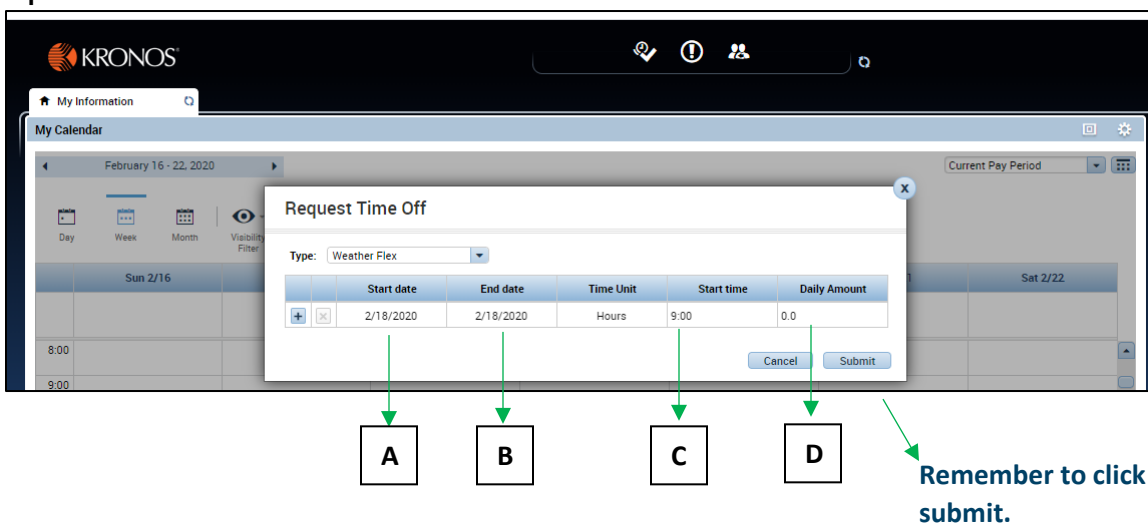 KRONOS
My Information
My Calendar
February 16 - 22, 2020
Current Pay Period
Day
Week
Month
Visibility
Filter
Request Time Off
X
Type: Weather Flex
Sun 2/16
1
Sat 2/22
Start date End date Time Unit Start time Daily Amount
2/18/2020 2/18/2020 Hours 9:00 0.0
Cancel Submit
8:00
9:00
A B C D
Remember to click
submit.